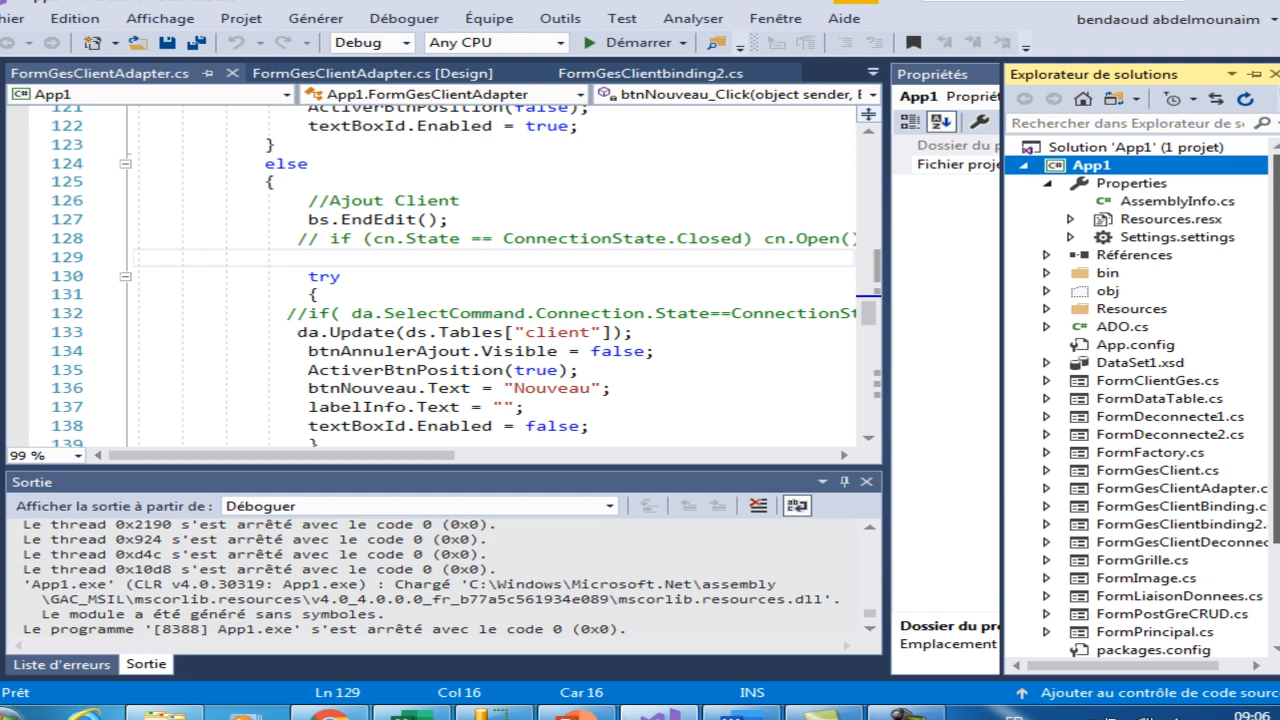 hier Edition Affichage Projet Générer Déboguer Équipe Outils Test Analyser Fenêtre Aide
bendaoud abdelmounaim
Debug Any CPU Démarrer
FormGesClientAdapter.cs FormGesClientAdapter.cs [Design] FormGesClientbinding2.cs
App1 App1.FormGesClientAdapter btnNouveau_Click(object sender, E
121 ActiverBtnPosition(false);
122 textBoxId.Enabled = true;
123 }
124 else
125 {
126 //Ajout Client
127 bs.EndEdit();
128 // if (cn.State == ConnectionState.Closed) cn.Open()
129
130 try
131 {
132 //if( da.SelectCommand.Connection.State==ConnectionSt
133 da.Update(ds.Tables["client"]);
134 btnAnnulerAjout.Visible = false;
135 ActiverBtnPosition(true);
136 btnNouveau.Text = "Nouveau";
137 labelInfo.Text = "";
138 textBoxId.Enabled = false;
139 }
99 %
Sortie
Afficher la sortie à partir de : Déboguer
Le thread 0x2190 s'est arrêté avec le code 0 (0x0).
Le thread 0x924 s'est arrêté avec le code 0 (0x0).
Le thread 0xd4c s'est arrêté avec le code 0 (0x0).
Le thread 0x10d8 s'est arrêté avec le code 0 (0x0).
'App1.exe' (CLR v4.0.30319: App1.exe) : Chargé 'C:\Windows\Microsoft.Net\assembly
\GAC_MSIL\mscorlib.resources\v4.0_4.0.0.0_fr_b77a5c561934e089\mscorlib.resources.dll'.
Le module a été généré sans symboles.
Le programme '[8388] App1.exe' s'est arrêté avec le code 0 (0x0).
Liste d'erreurs Sortie
Propriétés
App1 Propriét
Dossier du p
Fichier proje
Dossier du pro
Emplacement
Explorateur de solutions
Rechercher dans Explorateur de so
Solution 'App1' (1 projet)
App1
Properties
AssemblyInfo.cs
Resources.resx
Settings.settings
Références
bin
obj
Resources
ADO.cs
App.config
DataSet1.xsd
FormClientGes.cs
FormDataTable.cs
FormDeconnecte1.cs
FormDeconnecte2.cs
FormFactory.cs
FormGesClient.cs
FormGesClientAdapter.c
FormGesClientBinding.c
FormGesClientbinding2.
FormGesClientDeconnec
FormGrille.cs
FormImage.cs
FormLiaisonDonnees.cs
FormPostGreCRUD.cs
FormPrincipal.cs
packages.config
Prêt Ln 129 Col 16 Car 16 INS Ajouter au contrôle de code sourc
09:06